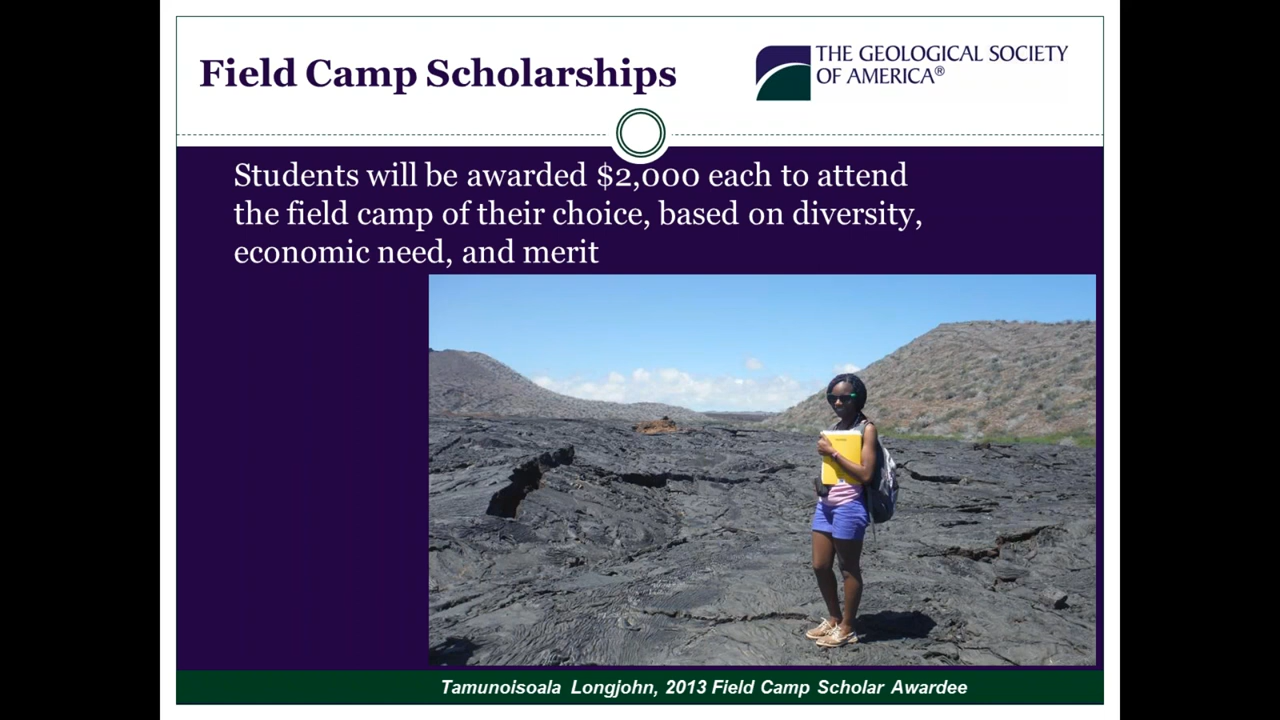 Field Camp Scholarships
THE GEOLOGICAL SOCIETY
OF AMERICA®
Students will be awarded $2,000 each to attend
the field camp of their choice, based on diversity,
economic need, and merit
Tamunoisoala Longjohn, 2013 Field Camp Scholar Awardee